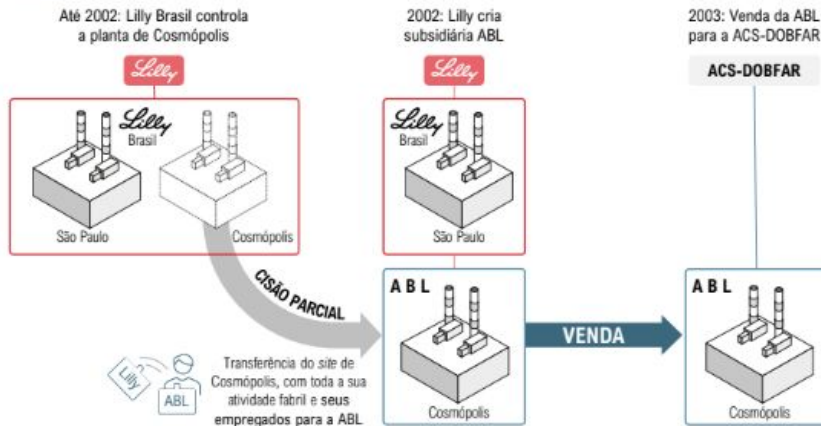 Até 2002: Lilly Brasil controla
a planta de Cosmópolis
Lilly
Lilly
Brasil
São Paulo
Cosmópolis
CISÃO PARCIAL
Lilly
ABL
Transferência do site de
Cosmópolis, com toda a sua
atividade fabril e seus
empregados para a ABL
2002: Lilly cria
subsidiária ABL
Lilly
Lilly
Brasil
São Paulo
ABL
Cosmópolis
VENDA
2003: Venda da ABL
para a ACS-DOBFAR
ACS-DOBFAR
ABL
Cosmópolis